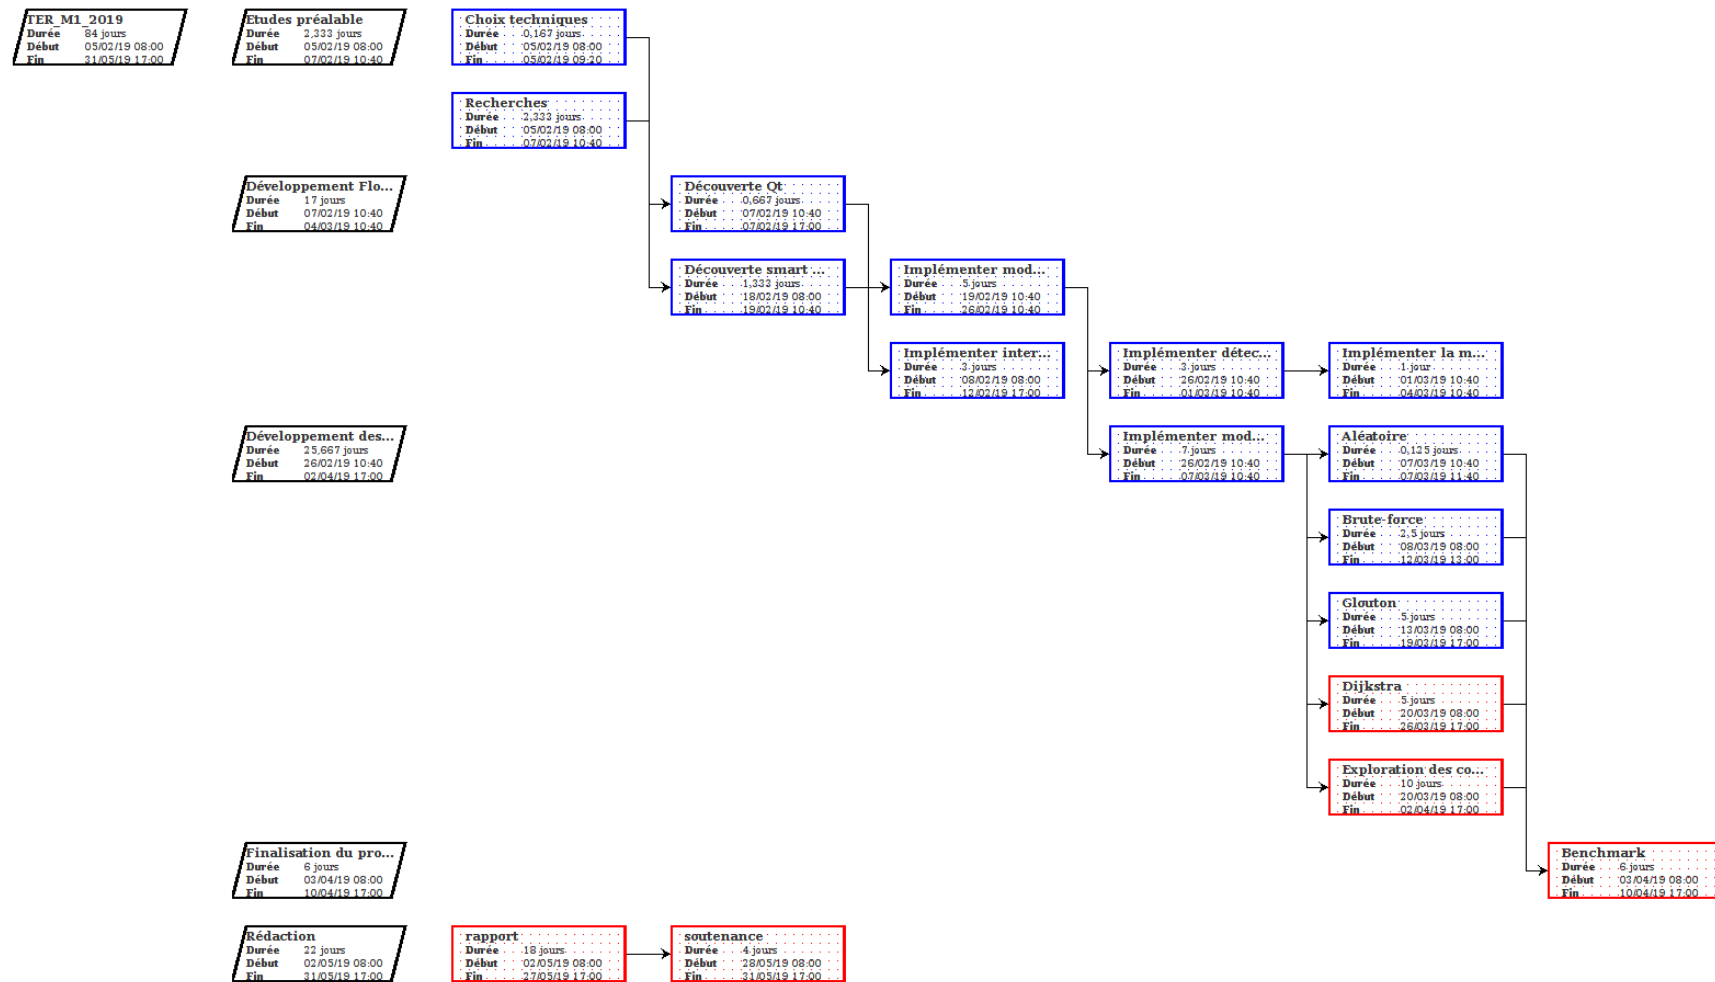 TER_M1_2019
Durée 84 jours
Début 05/02/19 08:00
Fin 31/05/19 17:00
Etudes préalable
Durée 2,333 jours
Début 05/02/19 08:00
Fin 07/02/19 10:40
Choix techniques
Durée 0,167 jours
Début 05/02/19 08:00
Fin 05/02/19 09:20
Recherches
Durée 2,333 jours
Début 05/02/19 08:00
Fin 07/02/19 10:40
Développement Flo...
Durée 17 jours
Début 07/02/19 10:40
Fin 04/03/19 10:40
Découverte Qt
Durée 0,667 jours
Début 07/02/19 10:40
Fin 07/02/19 17:00
Découverte smart ...
Durée 1,333 jours
Début 18/02/19 08:00
Fin 19/02/19 10:40
Implémenter mod...
Durée 5 jours
Début 19/02/19 10:40
Fin 26/02/19 10:40
Implémenter inter...
Durée 3 jours
Début 08/02/19 08:00
Fin 12/02/19 17:00
Implémenter détec...
Durée 3 jours
Début 26/02/19 10:40
Fin 01/03/19 10:40
Implémenter la m...
Durée 1 jour
Début 01/03/19 10:40
Fin 04/03/19 10:40
Développement des...
Durée 25,667 jours
Début 26/02/19 10:40
Fin 02/04/19 17:00
Implémenter mod...
Durée 7 jours
Début 26/02/19 10:40
Fin 07/03/19 10:40
Aléatoire
Durée 0,125 jours
Début 07/03/19 10:40
Fin 07/03/19 11:40
Brute-force
Durée 2,5 jours
Début 08/03/19 08:00
Fin 12/03/19 13:00
Glouton
Durée 5 jours
Début 13/03/19 08:00
Fin 19/03/19 17:00
Dijkstra
Durée 5 jours
Début 20/03/19 08:00
Fin 26/03/19 17:00
Exploration des co...
Durée 10 jours
Début 20/03/19 08:00
Fin 02/04/19 17:00
Finalisation du pro...
Durée 6 jours
Début 03/04/19 08:00
Fin 10/04/19 17:00
Benchmark
Durée 6 jours
Début 03/04/19 08:00
Fin 10/04/19 17:00
Rédaction
Durée 22 jours
Début 02/05/19 08:00
Fin 31/05/19 17:00
rapport
Durée 18 jours
Début 02/05/19 08:00
Fin 27/05/19 17:00
soutenance
Durée 4 jours
Début 28/05/19 08:00
Fin 31/05/19 17:00